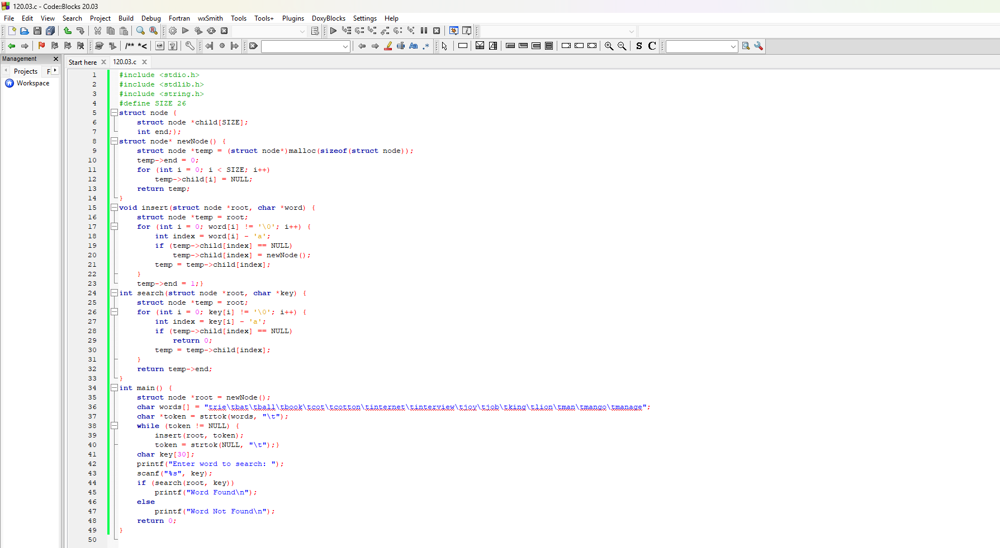 120.03.c - Code::Blocks 20.03
File Edit View Search Project Build Debug Fortran wxSmith Tools Tools+ Plugins DoxyBlocks Settings Help
/** *<
Aa .* S C
Management
Projects F
Workspace
Start here 120.03.c
1 #include <stdio.h>
2 #include <stdlib.h>
3 #include <string.h>
4 #define SIZE 26
5 struct node {
6     struct node *child[SIZE];
7     int end;};
8 struct node* newNode() {
9     struct node *temp = (struct node*)malloc(sizeof(struct node));
10     temp->end = 0;
11     for (int i = 0; i < SIZE; i++)
12         temp->child[i] = NULL;
13     return temp;
14 }
15 void insert(struct node *root, char *word) {
16     struct node *temp = root;
17     for (int i = 0; word[i] != '\0'; i++) {
18         int index = word[i] - 'a';
19         if (temp->child[index] == NULL)
20             temp->child[index] = newNode();
21         temp = temp->child[index];
22     }
23     temp->end = 1;}
24 int search(struct node *root, char *key) {
25     struct node *temp = root;
26     for (int i = 0; key[i] != '\0'; i++) {
27         int index = key[i] - 'a';
28         if (temp->child[index] == NULL)
29             return 0;
30         temp = temp->child[index];
31     }
32     return temp->end;
33 }
34 int main() {
35     struct node *root = newNode();
36     char words[] = "trie\tbat\tball\tbook\tcot\tcotton\tinternet\tinterview\tjoy\tjob\tking\tlion\tman\tmango\tmanage";
37     char *token = strtok(words, "\t");
38     while (token != NULL) {
39         insert(root, token);
40         token = strtok(NULL, "\t");}
41     char key[30];
42     printf("Enter word to search: ");
43     scanf("%s", key);
44     if (search(root, key))
45         printf("Word Found\n");
46     else
47         printf("Word Not Found\n");
48     return 0;
49 }
50